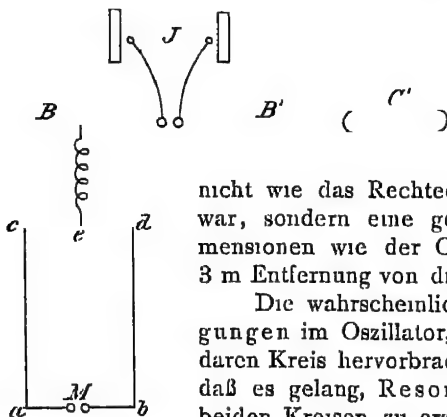 J
B B' C'
nicht wie das Rechte
c e d
war, sondern eine ge
mensionen wie der O
3 m Entfernung von d
Die wahrscheinlic
gungen im Oszillator,
daren Kreis hervorbrac
M
daß es gelang, Reson
a b
beiden Kreisen zu er